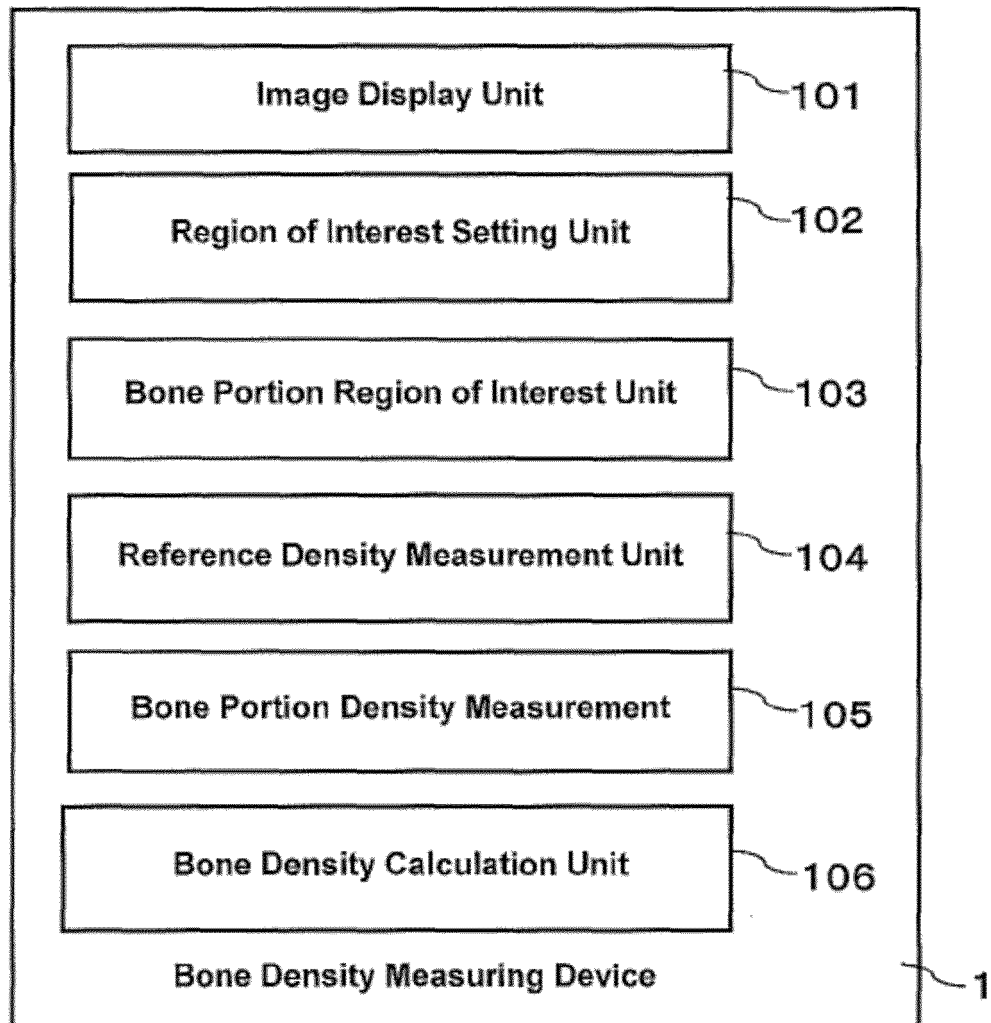 Image Display Unit 101
Region of Interest Setting Unit 102
Bone Portion Region of Interest Unit 103
Reference Density Measurement Unit 104
Bone Portion Density Measurement 105
Bone Density Calculation Unit 106
Bone Density Measuring Device 1